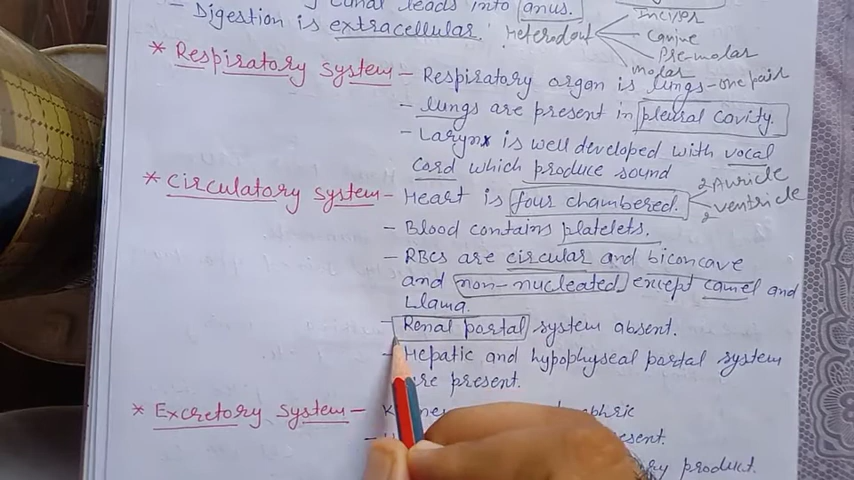 canal leads into anus.
- Digestion is extracellular. Heterodont
Incisor
Canine
Pre-molar
molar
* Respiratory system - Respiratory organ is lungs - one pair
- lungs are present in pleural cavity.
- Larynx is well developed with vocal
cord which produce sound
* Circulatory system - Heart is four chambered.
2 Auricle
2 ventricle
- Blood contains platelets.
- RBCs are circular and biconcave
and non-nucleated except camel and
Llama.
- Renal portal system absent.
- Hepatic and hypophyseal portal system
are present.
* Excretory system -
product.